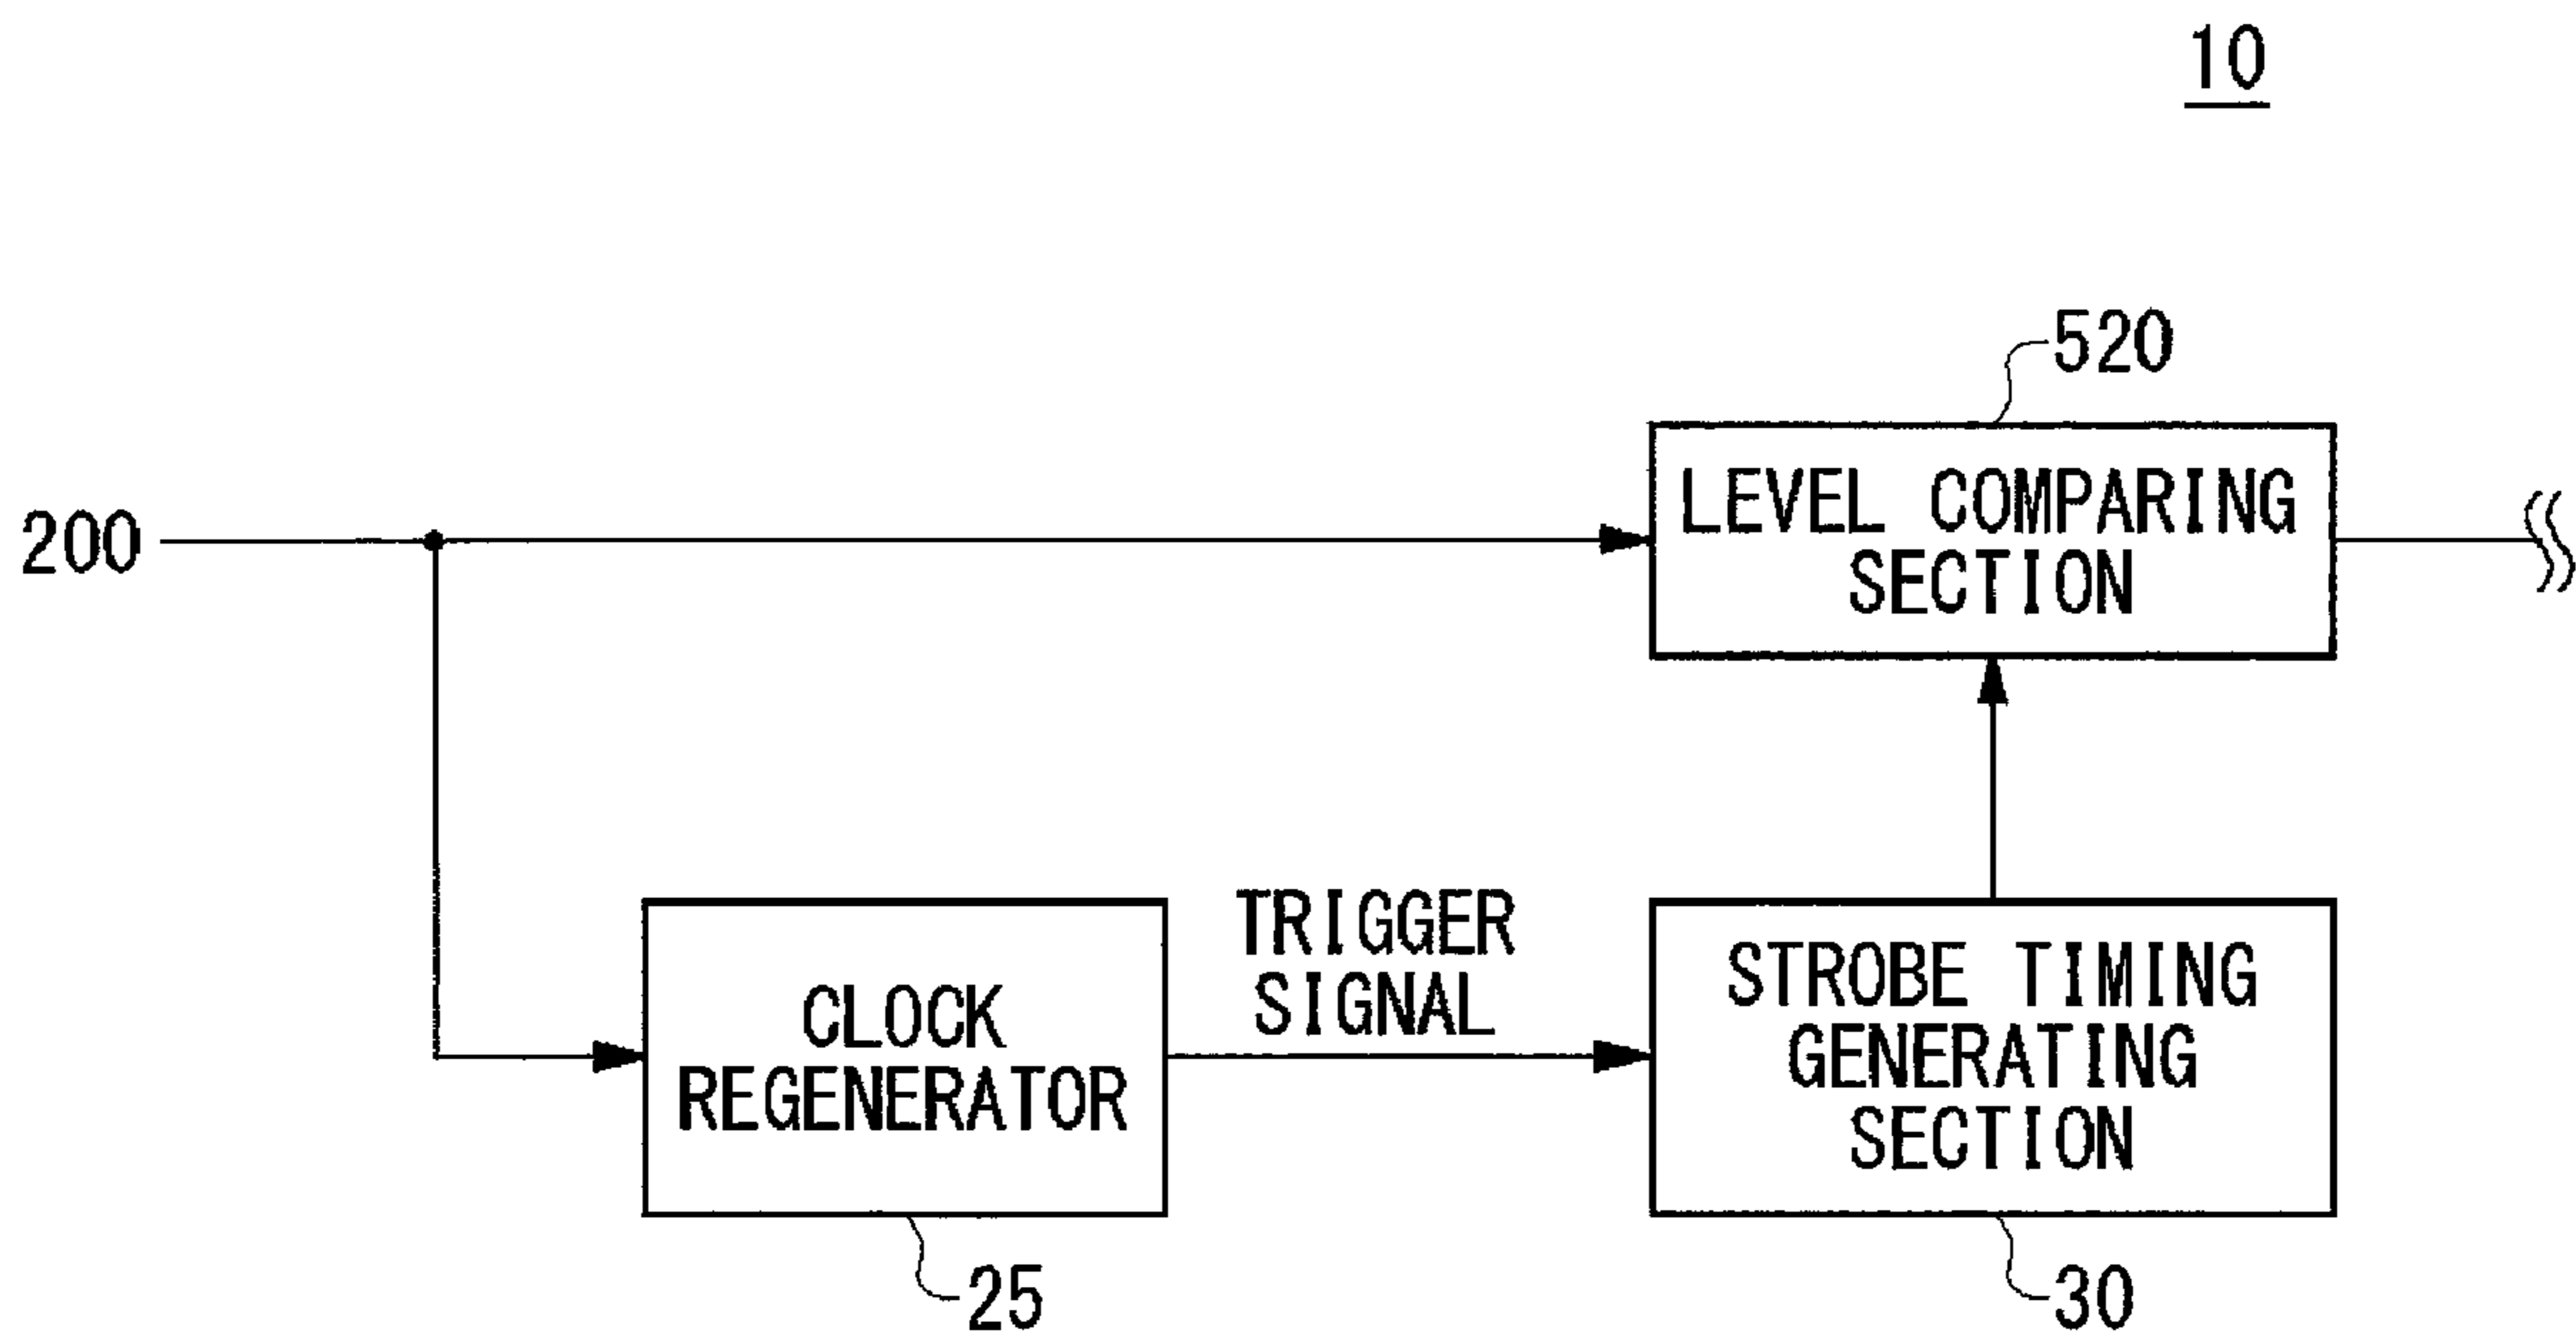 10
520
LEVEL COMPARING
SECTION
200
TRIGGER
SIGNAL
CLOCK
REGENERATOR
STROBE TIMING
GENERATING
SECTION
25
30